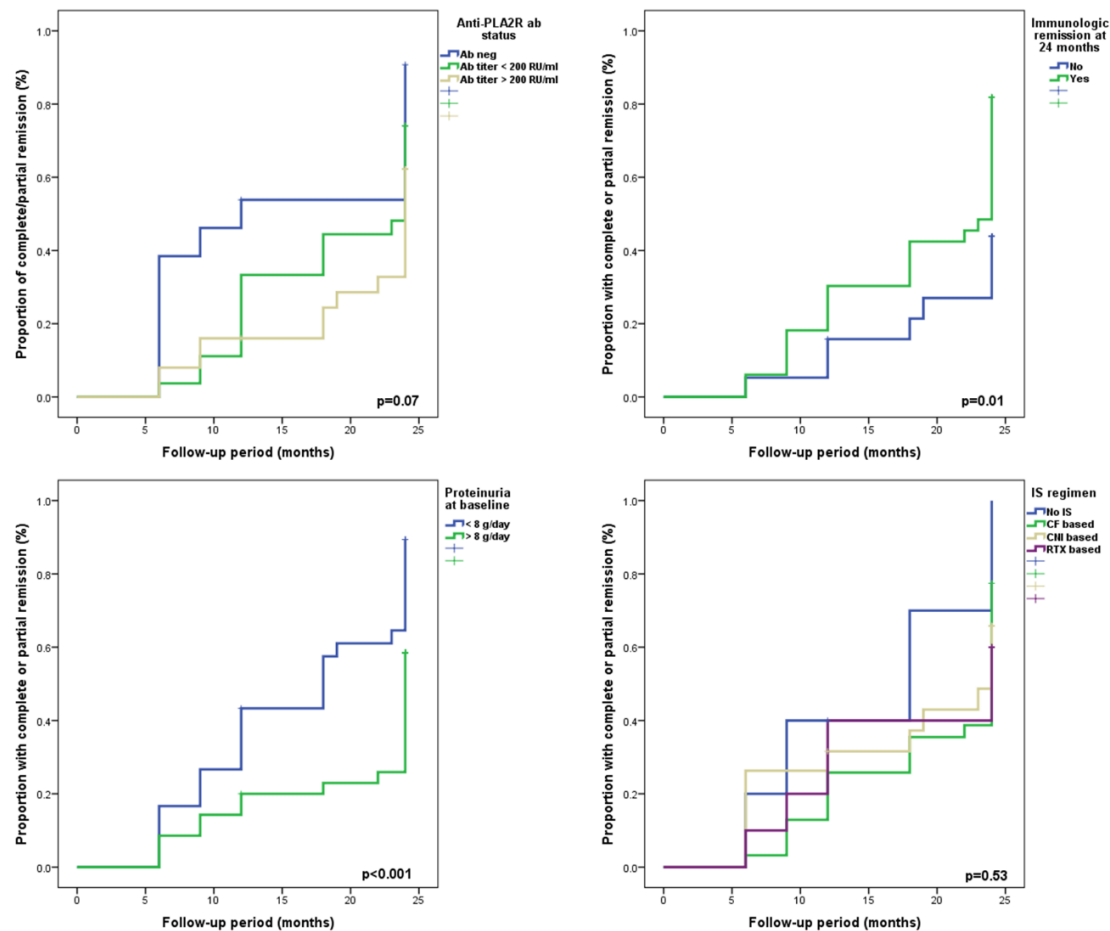 Anti-PLA2R ab
status
Ab neg
Ab titer < 200 RU/ml
Ab titer > 200 RU/ml
Proportion of complete/partial remission (%)
1.0
0.8
0.6
0.4
0.2
0.0
p=0.07
0 5 10 15 20 25
Follow-up period (months)
Immunologic
remission at
24 months
No
Yes
Proportion with complete or partial remission (%)
1.0
0.8
0.6
0.4
0.2
0.0
p=0.01
0 5 10 15 20 25
Follow-up period (months)
Proteinuria
at baseline
< 8 g/day
> 8 g/day
Proportion with complete or partial remission (%)
1.0
0.8
0.6
0.4
0.2
0.0
p<0.001
0 5 10 15 20 25
Follow-up period (months)
IS regimen
No IS
CF based
CNI based
RTX based
Proportion with complete or partial remission (%)
1.0
0.8
0.6
0.4
0.2
0.0
p=0.53
0 5 10 15 20 25
Follow-up period (months)